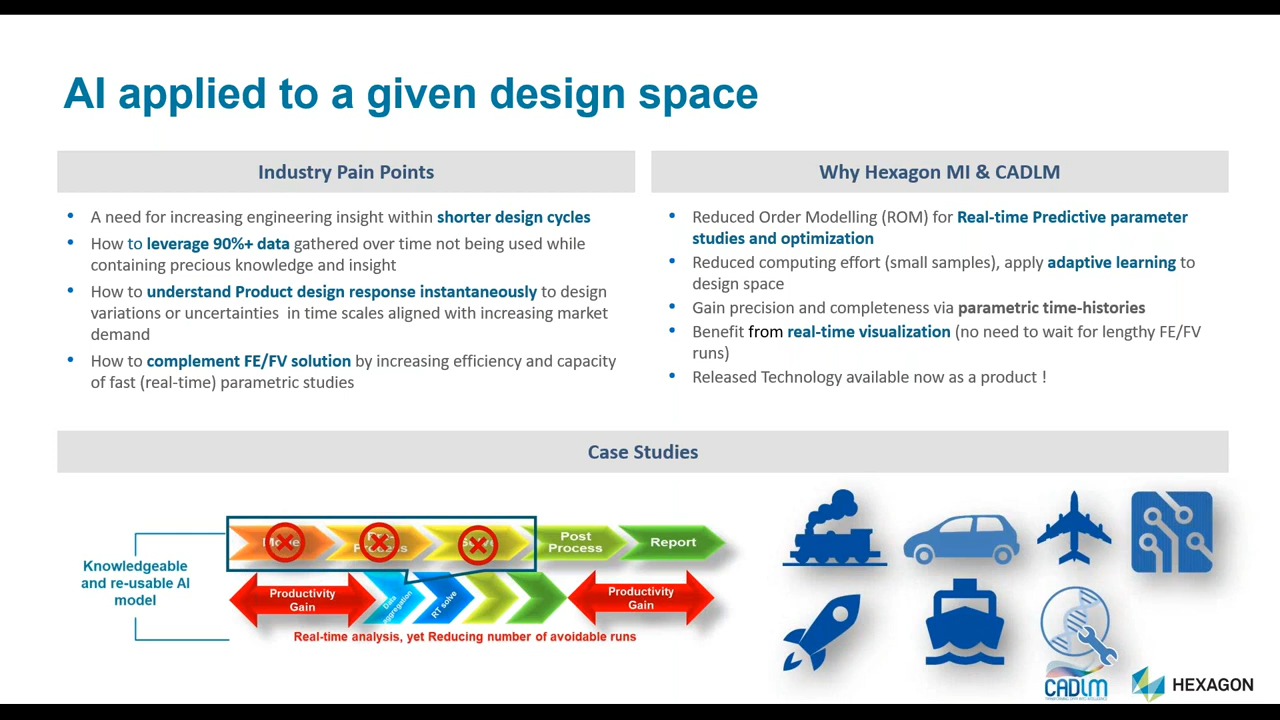 AI applied to a given design space
Industry Pain Points
• A need for increasing engineering insight within shorter design cycles
• How to leverage 90%+ data gathered over time not being used while
containing precious knowledge and insight
• How to understand Product design response instantaneously to design
variations or uncertainties in time scales aligned with increasing market
demand
• How to complement FE/FV solution by increasing efficiency and capacity
of fast (real-time) parametric studies
Why Hexagon MI & CADLM
• Reduced Order Modelling (ROM) for Real-time Predictive parameter
studies and optimization
• Reduced computing effort (small samples), apply adaptive learning to
design space
• Gain precision and completeness via parametric time-histories
• Benefit from real-time visualization (no need to wait for lengthy FE/FV
runs)
• Released Technology available now as a product !
Case Studies
Knowledgeable
and re-usable AI
model
Post
Process
Report
Productivity
Gain
Data
aggregation
RT solve
Productivity
Gain
Real-time analysis, yet Reducing number of avoidable runs
CADLM
HEXAGON